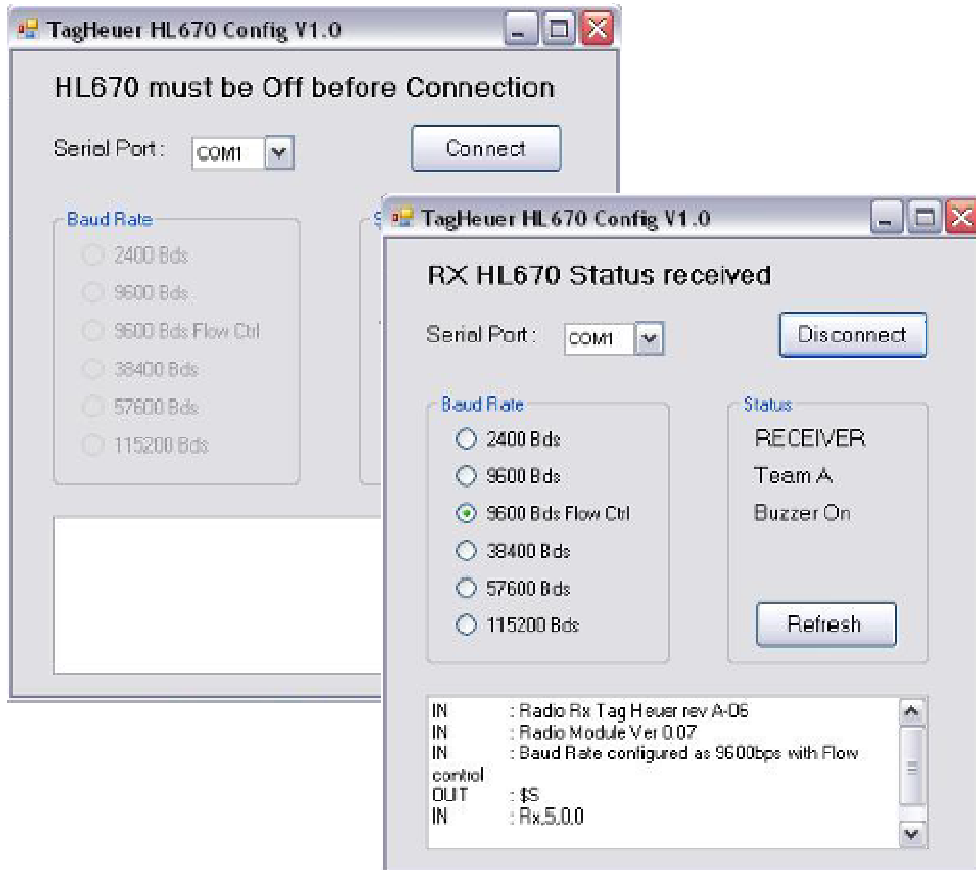 TagHeuer HL670 Config V1.0
HL670 must be Off before Connection
Serial Port :
COM1
Connect
Baud Rate
2400 Bds
9600 Bds
9600 Bds Flow Ctrl
38400 Bds
57600 Bds
115200 Bds
TagHeuer HL670 Config V1.0
RX HL670 Status received
Serial Port :
COM1
Disconnect
Baud Rate
2400 Bds
9600 Bds
9600 Bds Flow Ctrl
38400 Bds
57600 Bds
115200 Bds
Status
RECEIVER
Team A
Buzzer On
Refresh
IN : Radio Rx Tag Heuer rev A-06
IN : Radio Module Ver 0.07
IN : Baud Rate configured as 9600bps with Flow
control
OUT : $S
IN : Rx,5,0,0